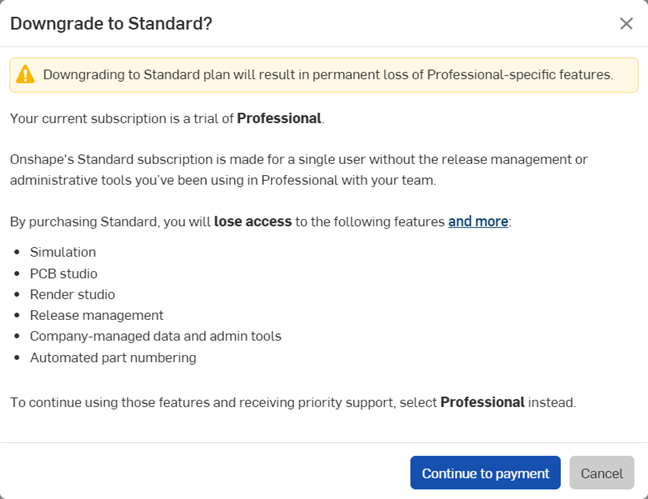 Downgrade to Standard?
Downgrading to Standard plan will result in permanent loss of Professional-specific features.
Your current subscription is a trial of Professional.
Onshape's Standard subscription is made for a single user without the release management or
administrative tools you've been using in Professional with your team.
By purchasing Standard, you will lose access to the following features and more:
• Simulation
• PCB studio
• Render studio
• Release management
• Company-managed data and admin tools
• Automated part numbering
To continue using those features and receiving priority support, select Professional instead.
Continue to payment
Cancel